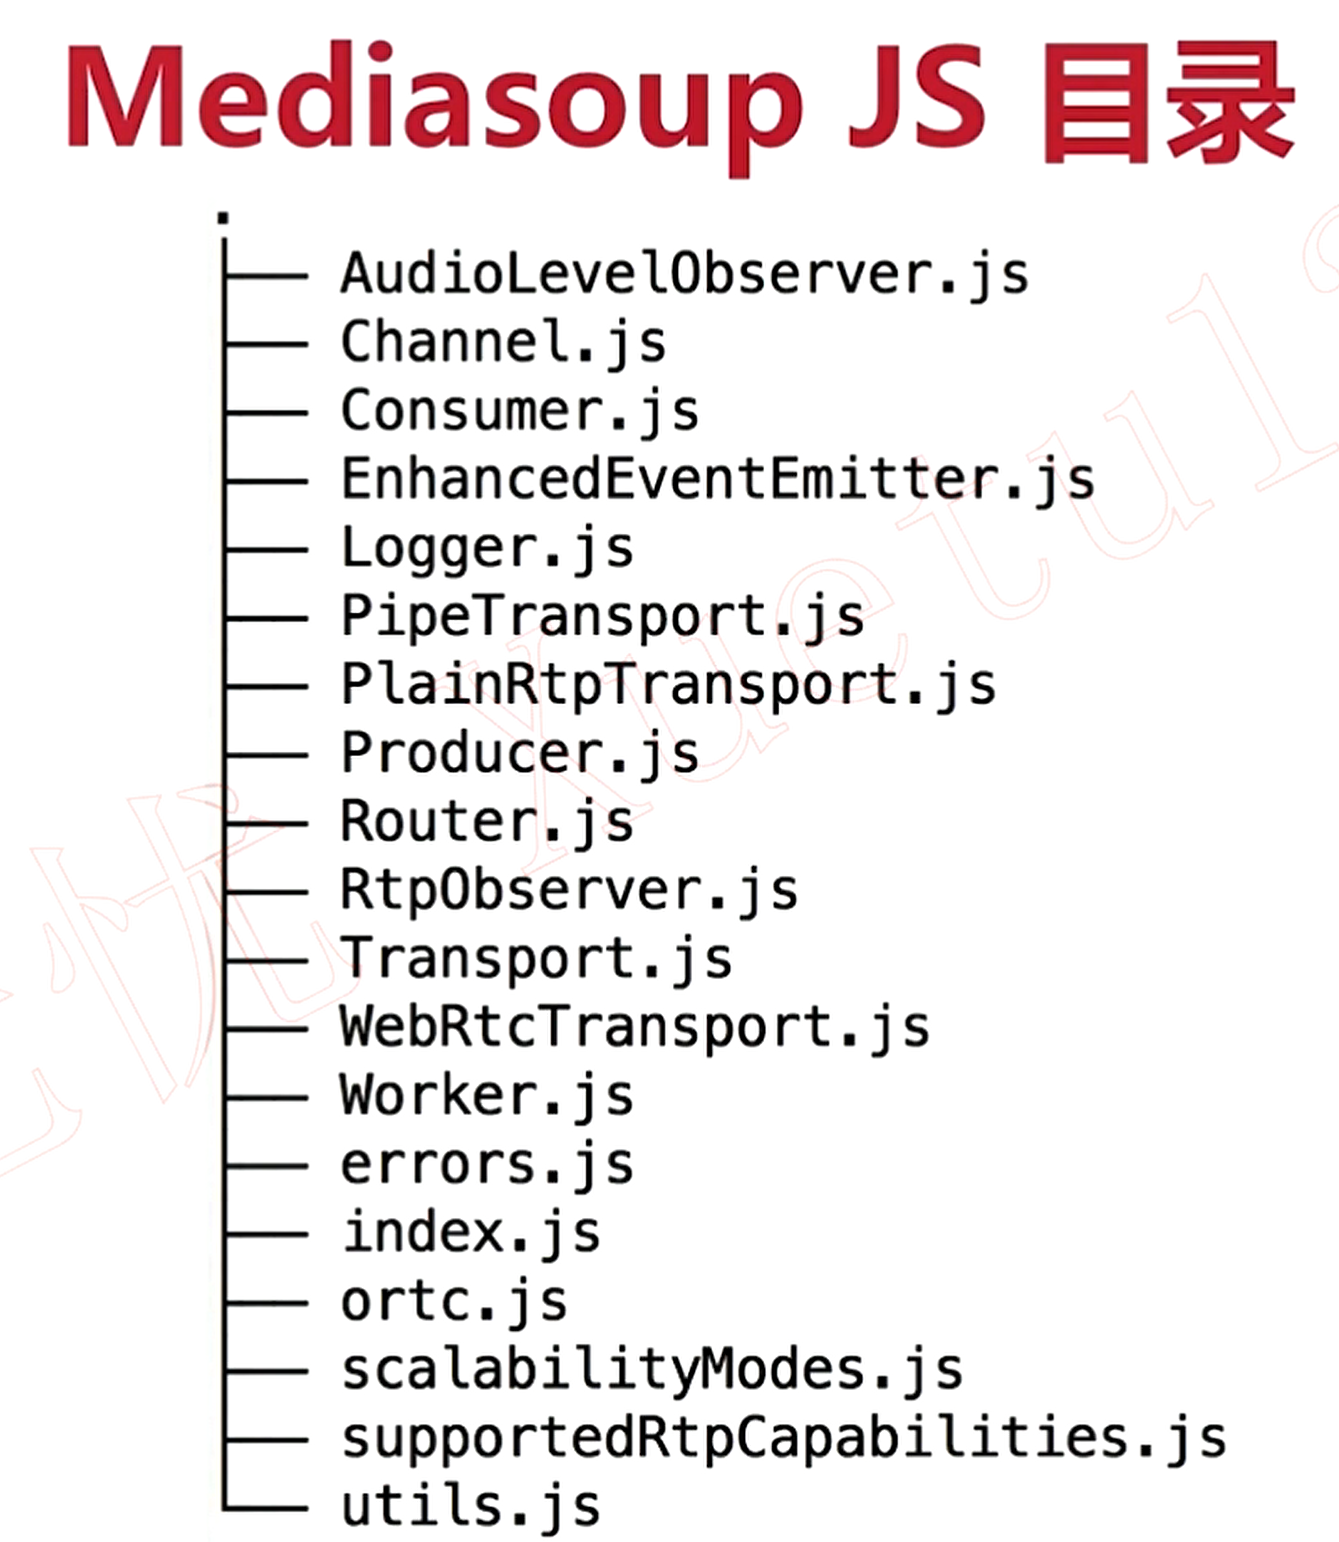 Mediasoup JS 目录
.
AudioLevelObserver.js
Channel.js
Consumer.js
EnhancedEventEmitter.js
Logger.js
PipeTransport.js
PlainRtpTransport.js
Producer.js
Router.js
RtpObserver.js
Transport.js
WebRtcTransport.js
Worker.js
errors.js
index.js
ortc.js
scalabilityModes.js
supportedRtpCapabilities.js
utils.js
忧 Xuetu